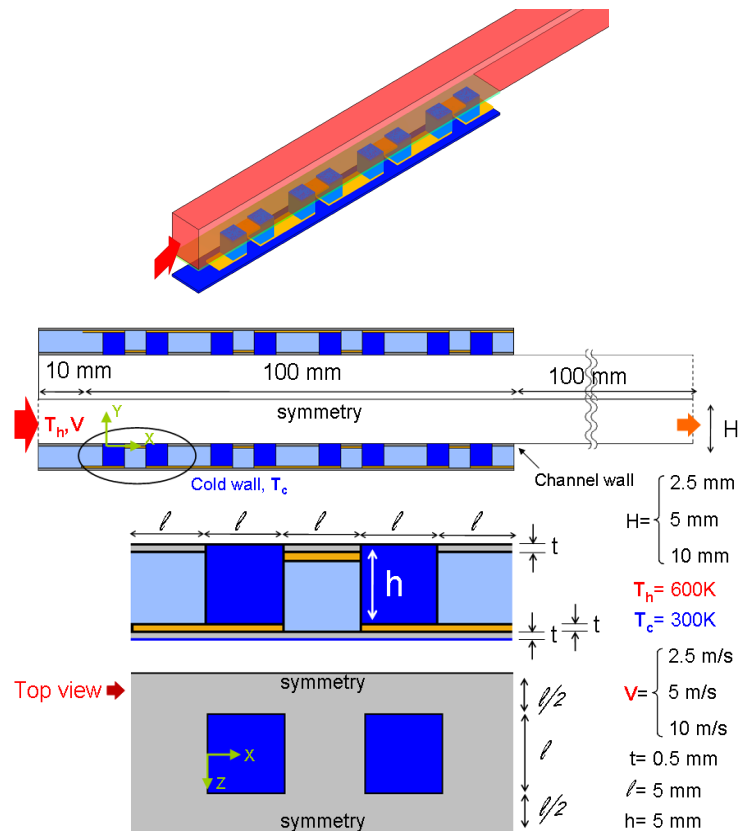 10 mm
100 mm
100 mm
symmetry
Tₕ,V
Y
X
H
Cold wall, T꜀
Channel wall
ℓ ℓ ℓ ℓ ℓ
t
h
t
t
H= { 2.5 mm
5 mm
10 mm
Tₕ= 600K
T꜀= 300K
V= { 2.5 m/s
5 m/s
10 m/s
t= 0.5 mm
ℓ= 5 mm
h= 5 mm
Top view
symmetry
X
Z
symmetry
ℓ/2
ℓ
ℓ/2